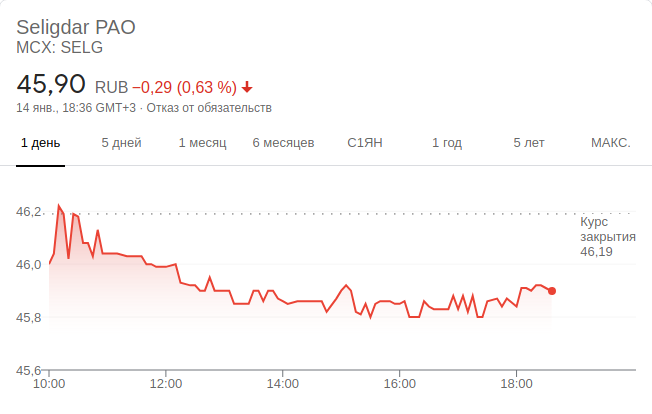 Seligdar PAO
MCX: SELG
45,90 RUB −0,29 (0,63 %)
14 янв., 18:36 GMT+3 · Отказ от обязательств
1 день 5 дней 1 месяц 6 месяцев С1ЯН 1 год 5 лет МАКС.
46,2
Курс
закрытия
46,19
46,0
45,8
45,6
10:00 12:00 14:00 16:00 18:00